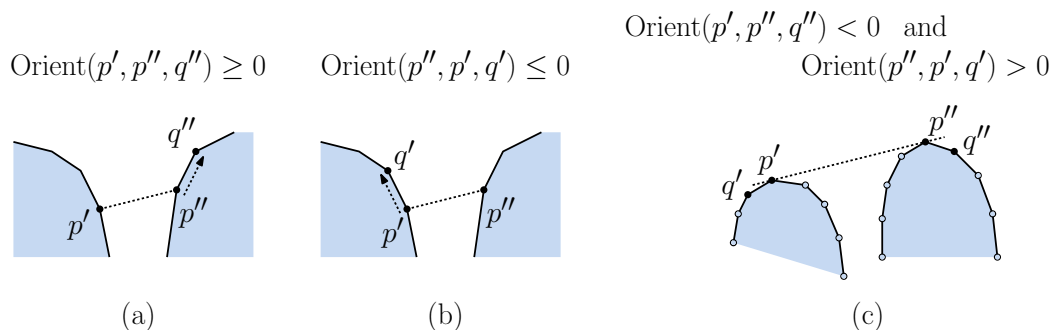 Orient(p′, p″, q″) < 0 and
Orient(p′, p″, q″) ≥ 0
Orient(p″, p′, q′) ≤ 0
Orient(p″, p′, q′) > 0
q″
p′
p″
q′
p′
p″
q′
p′
p″
q″
(a)
(b)
(c)